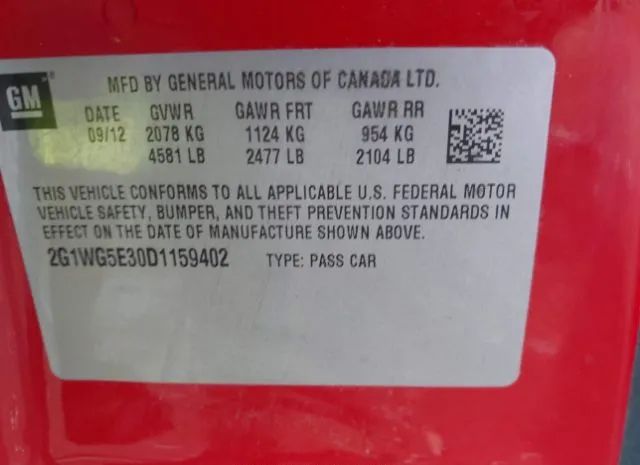 GM
MFD BY GENERAL MOTORS OF CANADA LTD.
DATE GVWR GAWR FRT GAWR RR
09/12 2078 KG 1124 KG 954 KG
4581 LB 2477 LB 2104 LB
THIS VEHICLE CONFORMS TO ALL APPLICABLE U.S. FEDERAL MOTOR
VEHICLE SAFETY, BUMPER, AND THEFT PREVENTION STANDARDS IN
EFFECT ON THE DATE OF MANUFACTURE SHOWN ABOVE.
2G1WG5E30D1159402 TYPE: PASS CAR